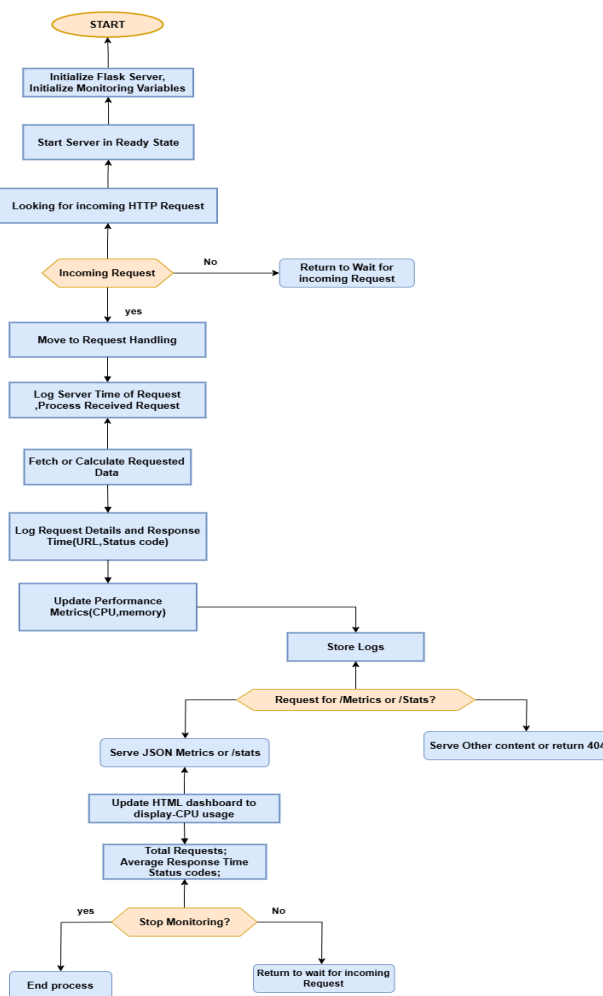 START
Initialize Flask Server,
Initialize Monitoring Variables
Start Server in Ready State
Looking for incoming HTTP Request
Incoming Request
No
Return to Wait for
incoming Request
yes
Move to Request Handling
Log Server Time of Request
,Process Received Request
Fetch or Calculate Requested
Data
Log Request Details and Response
Time(URL,Status code)
Update Performance
Metrics(CPU,memory)
Store Logs
Request for /Metrics or /Stats?
Serve JSON Metrics or /stats
Serve Other content or return 404
Update HTML dashboard to
display-CPU usage
Total Requests;
Average Response Time
Status codes;
yes
Stop Monitoring?
No
End process
Return to wait for incoming
Request